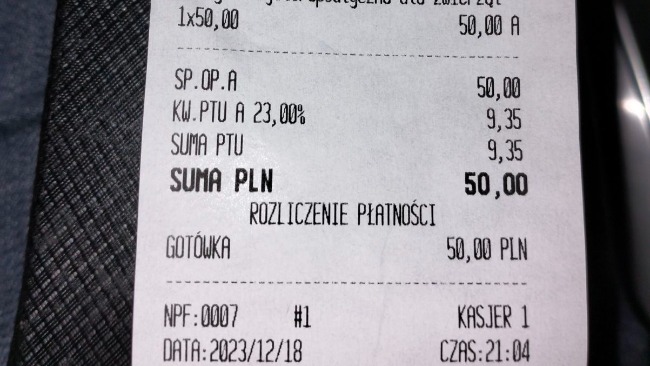 dla zwierząt
1x50,00 50,00 A
SP.OP.A 50,00
KW.PTU A 23,00% 9,35
SUMA PTU 9,35
SUMA PLN 50,00
ROZLICZENIE PŁATNOŚCI
GOTÓWKA 50,00 PLN
NPF:0007 #1 KASJER 1
DATA:2023/12/18 CZAS:21:04